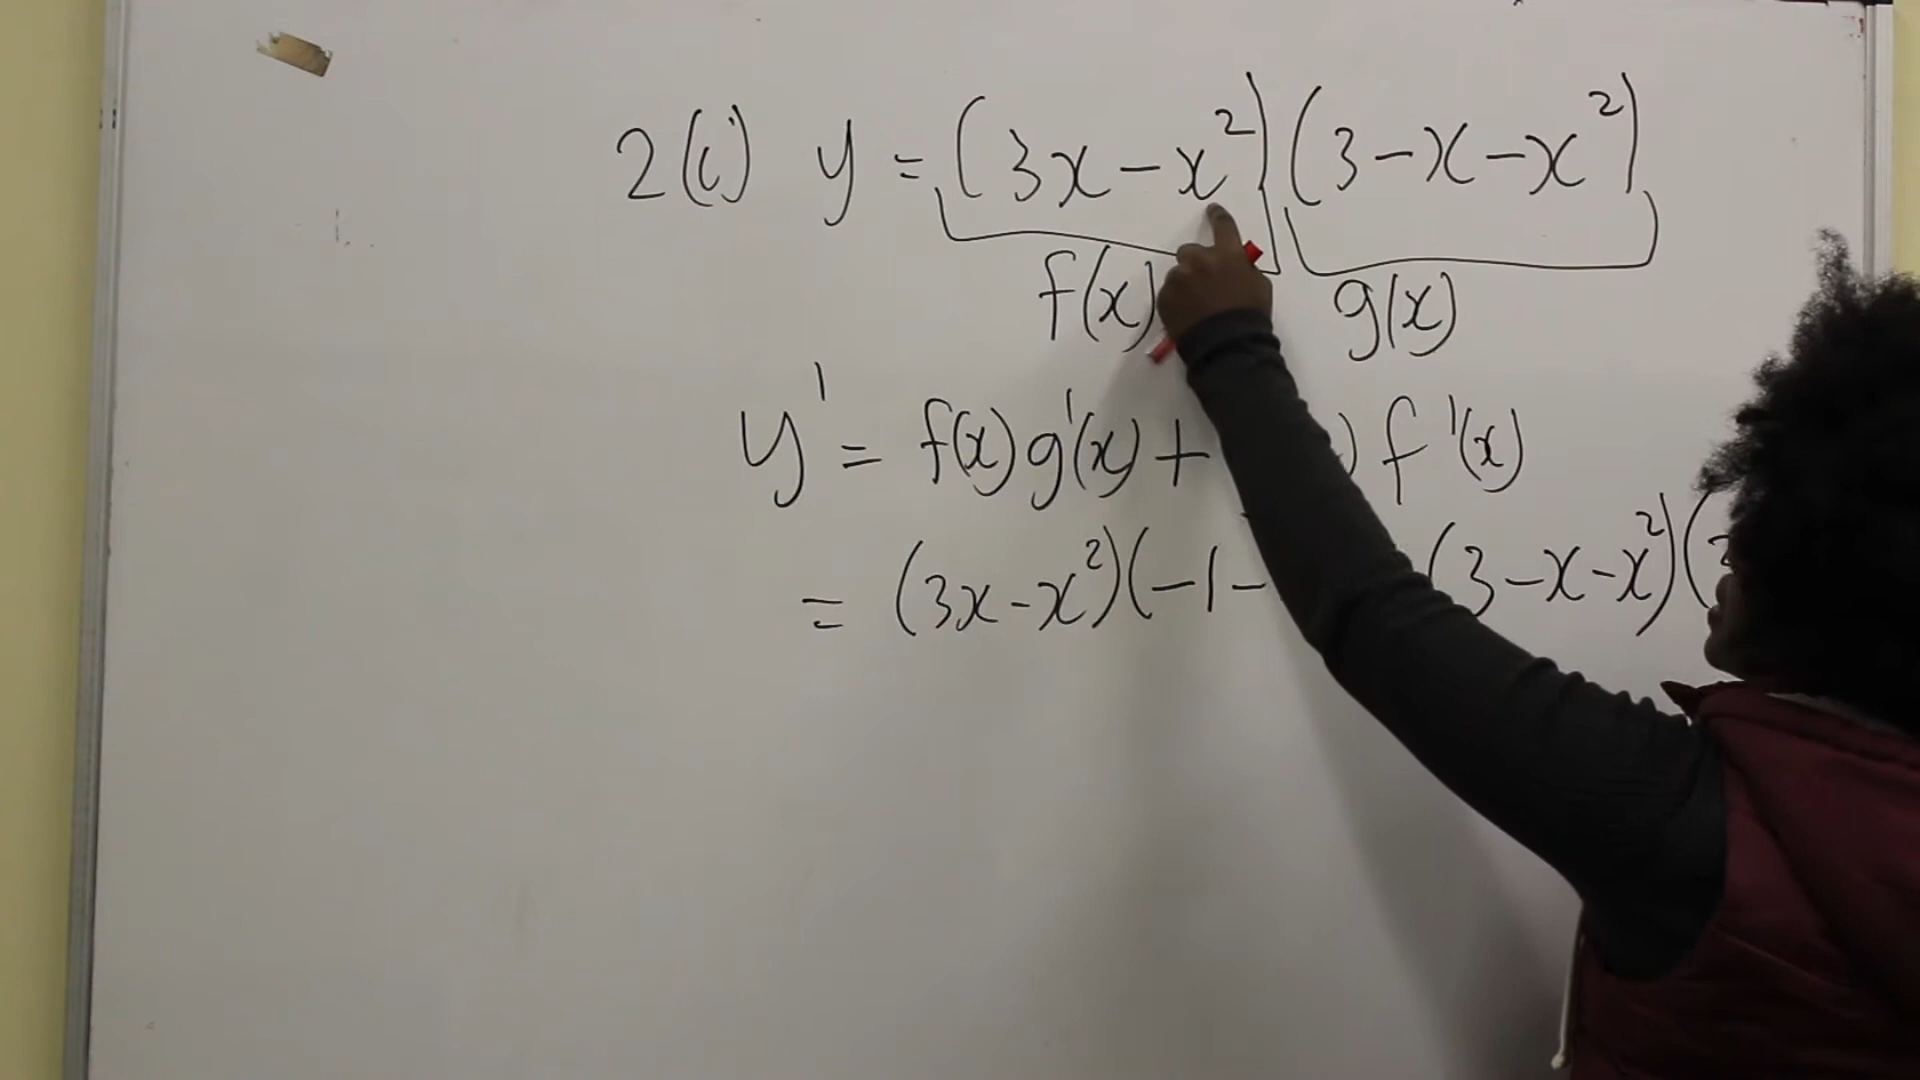 2(i) y = (3x - x²)(3 - x - x²)
f(x) g(x)
y' = f(x)g'(x) + ) f'(x)
= (3x - x²)(-1 - (3 - x - x²)(